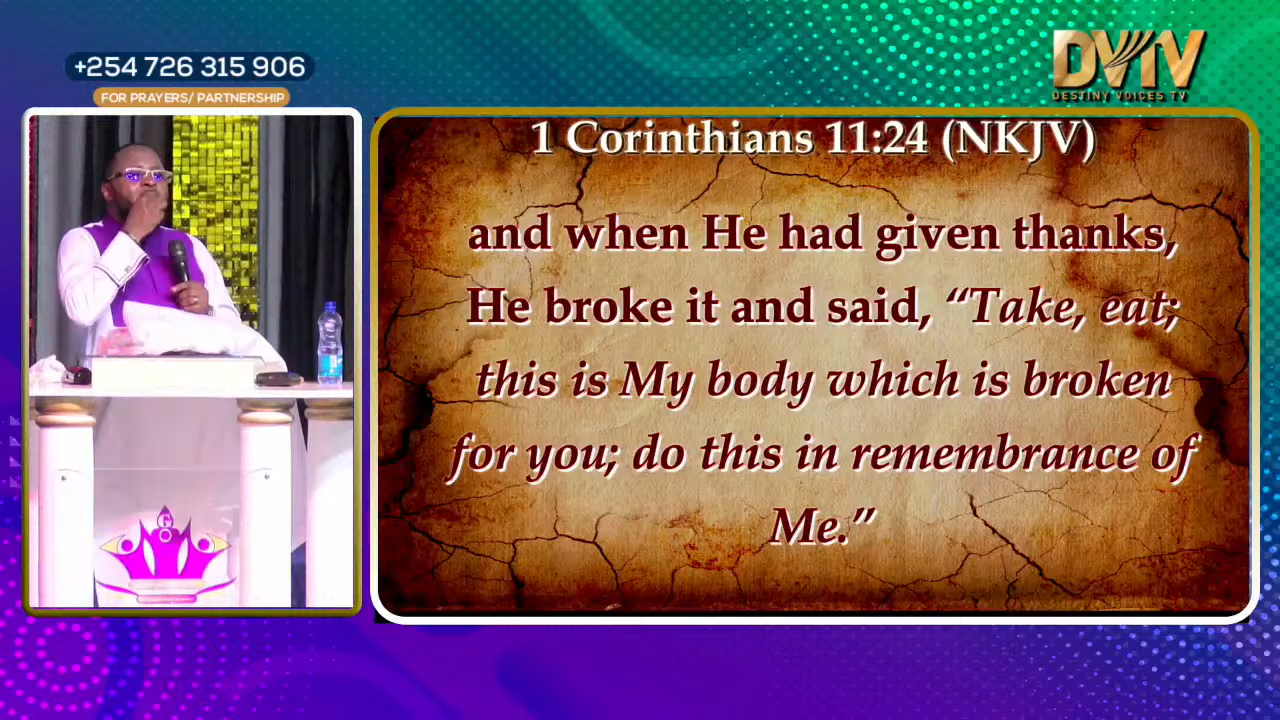 +254 726 315 906
FOR PRAYERS/ PARTNERSHIP
DVTV
DESTINY VOICES TV
1 Corinthians 11:24 (NKJV)
and when He had given thanks,
He broke it and said, “Take, eat;
this is My body which is broken
for you; do this in remembrance of
Me.”